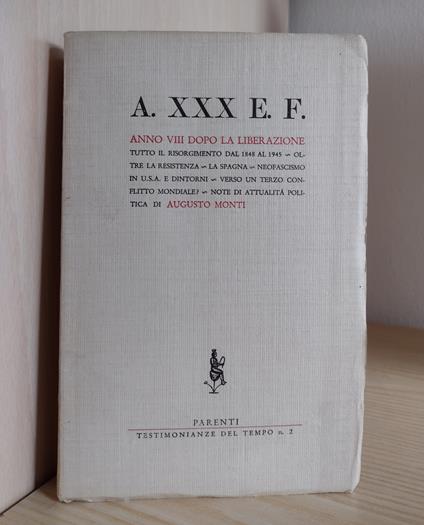 A. XXX E. F.
ANNO VIII DOPO LA LIBERAZIONE
TUTTO IL RISORGIMENTO DAL 1848 AL 1945 ~ OL-
TRE LA RESISTENZA ~ LA SPAGNA ~ NEOFASCISMO
IN U.S.A. E DINTORNI ~ VERSO UN TERZO CON-
FLITTO MONDIALE? ~ NOTE DI ATTUALITÀ POLI-
TICA DI AUGUSTO MONTI
PARENTI
TESTIMONIANZE DEL TEMPO n. 2